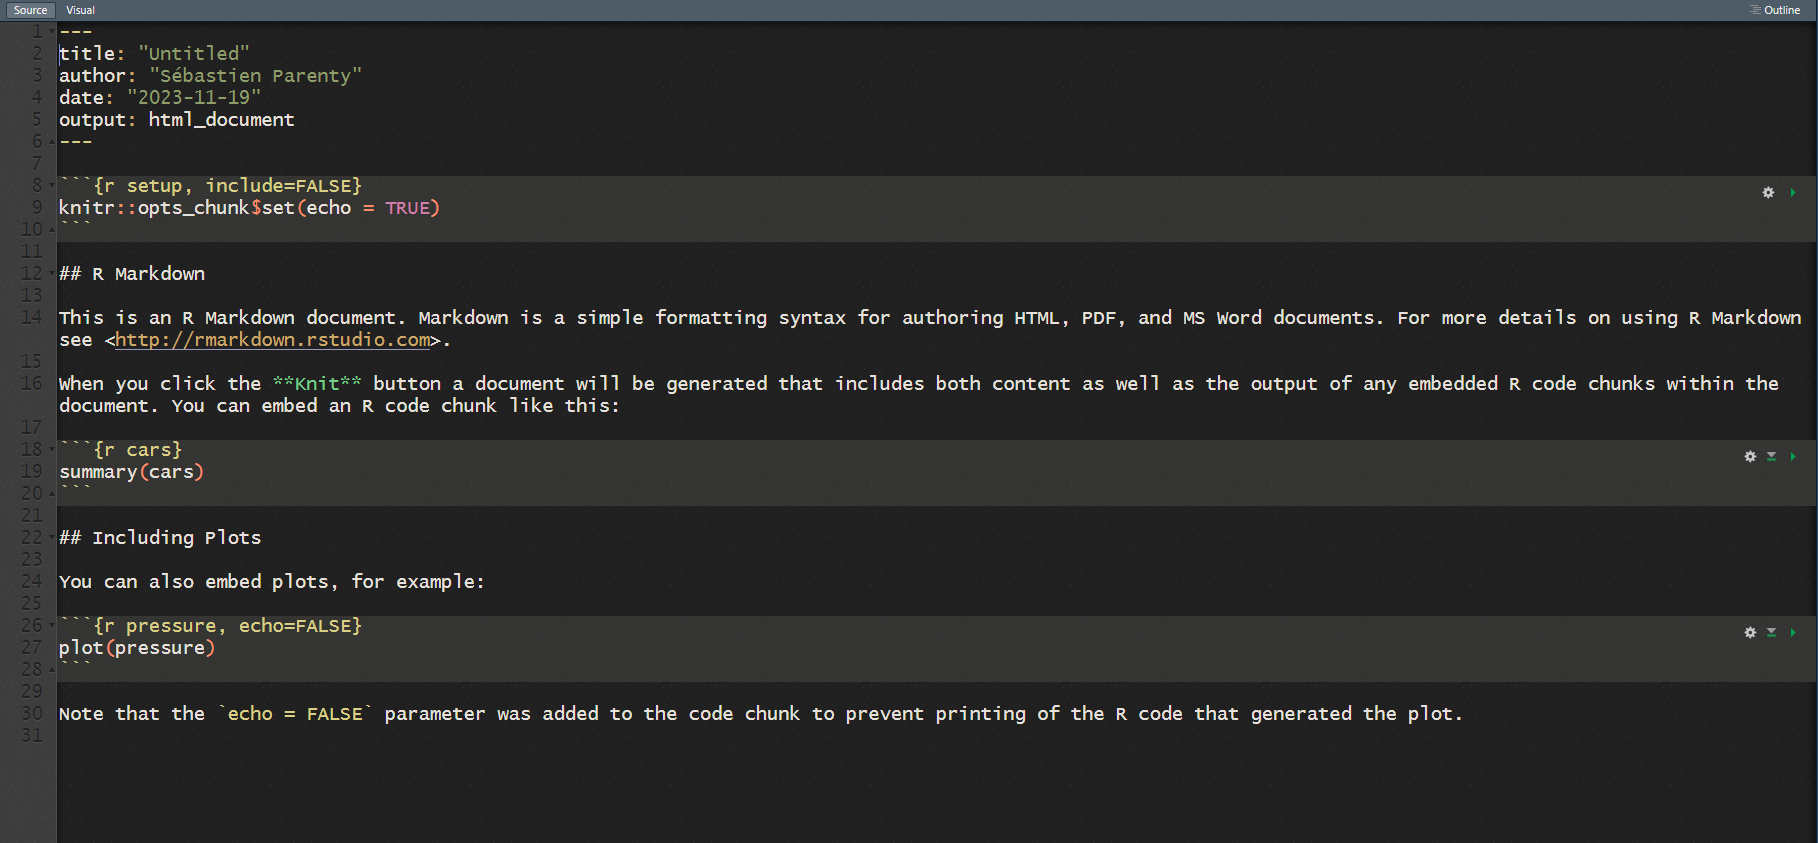 Source Visual Outline
1 ---
2 title: "Untitled"
3 author: "Sébastien Parenty"
4 date: "2023-11-19"
5 output: html_document
6 ---
7
8 ```{r setup, include=FALSE}
9 knitr::opts_chunk$set(echo = TRUE)
10 ```
11
12 ## R Markdown
13
14 This is an R Markdown document. Markdown is a simple formatting syntax for authoring HTML, PDF, and MS Word documents. For more details on using R Markdown
see <http://rmarkdown.rstudio.com>.
15
16 When you click the **Knit** button a document will be generated that includes both content as well as the output of any embedded R code chunks within the
document. You can embed an R code chunk like this:
17
18 ```{r cars}
19 summary(cars)
20 ```
21
22 ## Including Plots
23
24 You can also embed plots, for example:
25
26 ```{r pressure, echo=FALSE}
27 plot(pressure)
28 ```
29
30 Note that the `echo = FALSE` parameter was added to the code chunk to prevent printing of the R code that generated the plot.
31